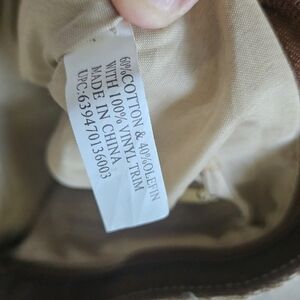 60%COTTON & 40%OLEFIN
WITH 100% VINYL TRIM
MADE IN CHINA
UPC:639470136003